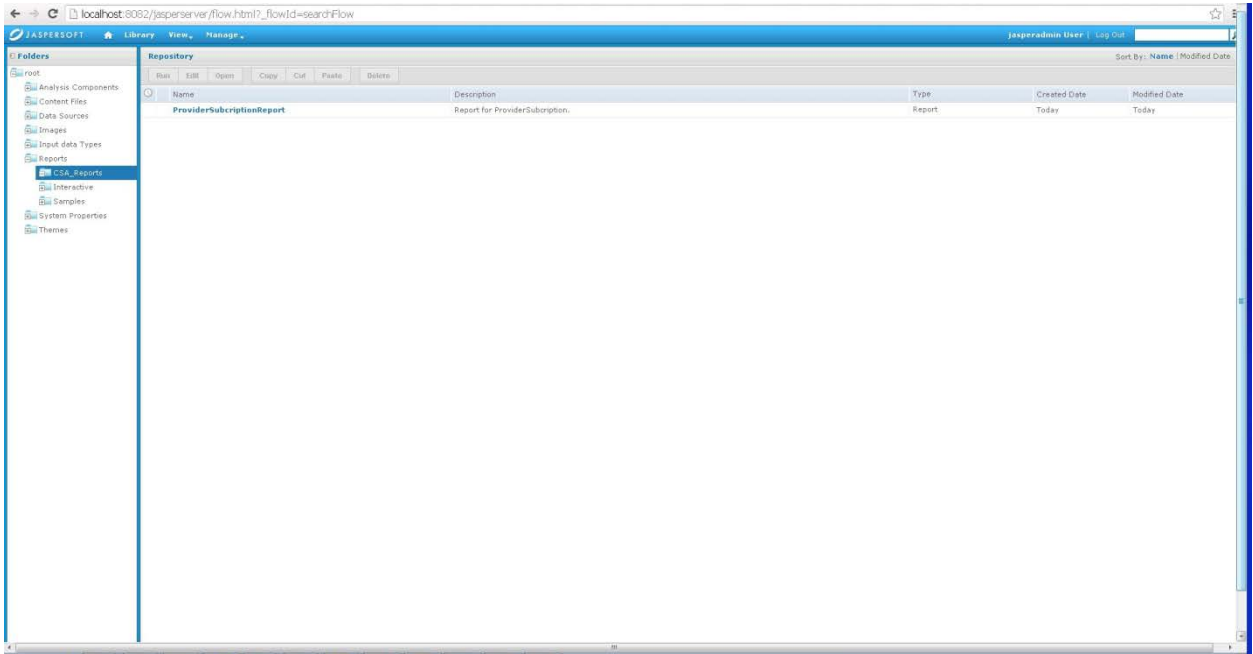 localhost:8082/jasperserver/flow.html?_flowId=searchFlow
JASPERSOFT Library View Manage jasperadmin User | Log Out
Folders
root
Analysis Components
Content Files
Data Sources
Images
Input data Types
Reports
CSA_Reports
Interactive
Samples
System Properties
Themes
Repository Sort By: Name | Modified Date
Run Edit Open Copy Cut Paste Delete
Name Description Type Created Date Modified Date
ProviderSubcriptionReport Report for ProviderSubcription. Report Today Today